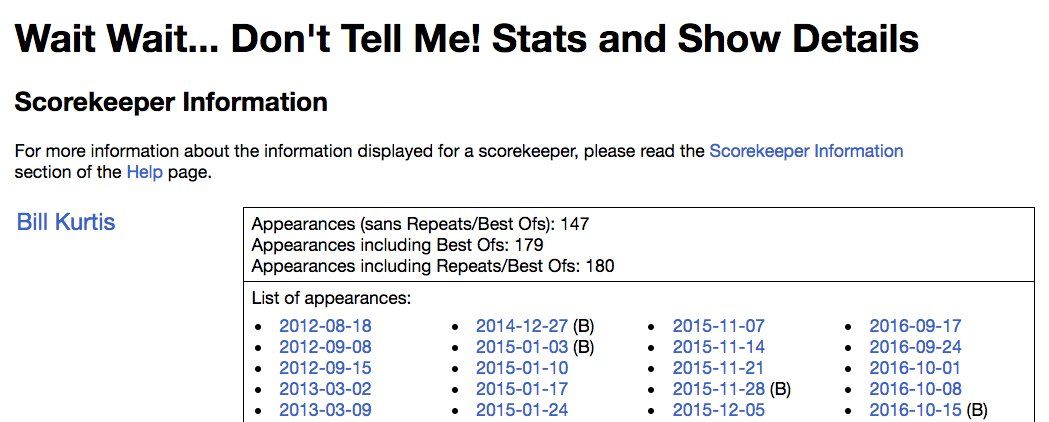 Wait Wait... Don't Tell Me! Stats and Show Details
Scorekeeper Information
For more information about the information displayed for a scorekeeper, please read the Scorekeeper Information
section of the Help page.
Bill Kurtis
Appearances (sans Repeats/Best Ofs): 147
Appearances including Best Ofs: 179
Appearances including Repeats/Best Ofs: 180
List of appearances:
• 2012-08-18
• 2012-09-08
• 2012-09-15
• 2013-03-02
• 2013-03-09
• 2014-12-27 (B)
• 2015-01-03 (B)
• 2015-01-10
• 2015-01-17
• 2015-01-24
• 2015-11-07
• 2015-11-14
• 2015-11-21
• 2015-11-28 (B)
• 2015-12-05
• 2016-09-17
• 2016-09-24
• 2016-10-01
• 2016-10-08
• 2016-10-15 (B)